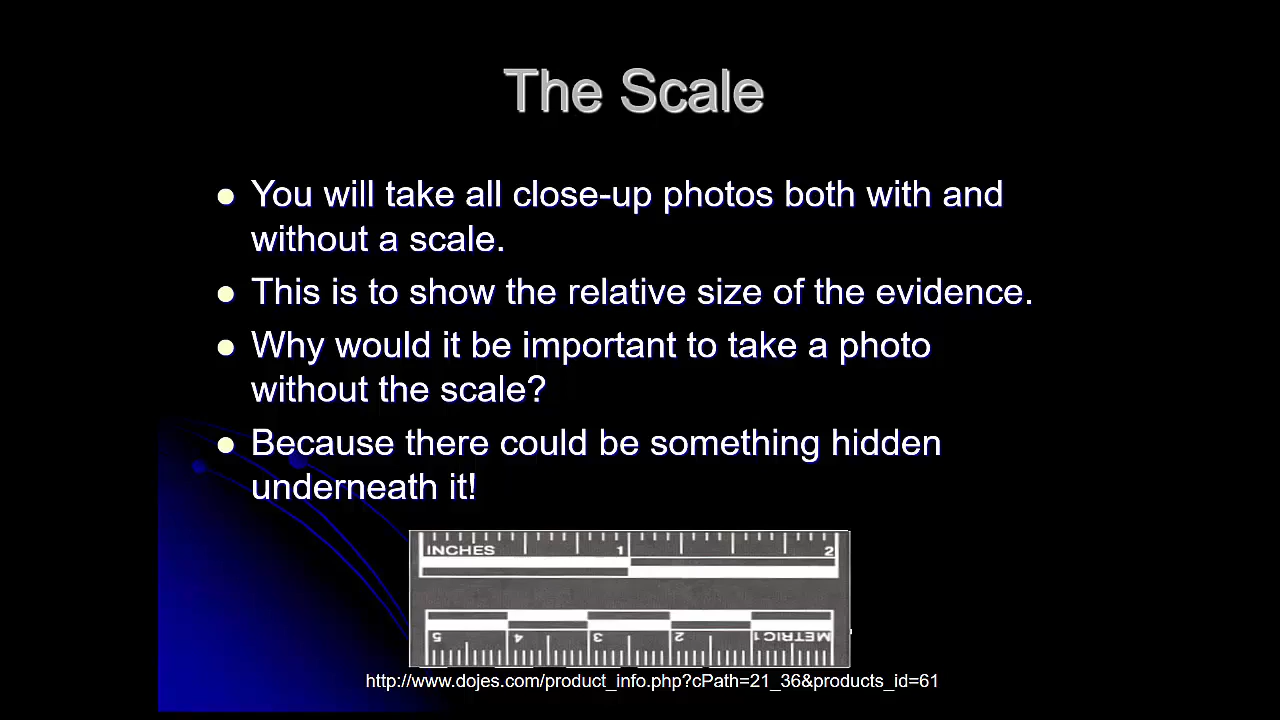 The Scale
You will take all close-up photos both with and
without a scale.
This is to show the relative size of the evidence.
Why would it be important to take a photo
without the scale?
Because there could be something hidden
underneath it!
INCHES 1 2
5 4 3 2 1 METRIC
http://www.dojes.com/product_info.php?cPath=21_36&products_id=61